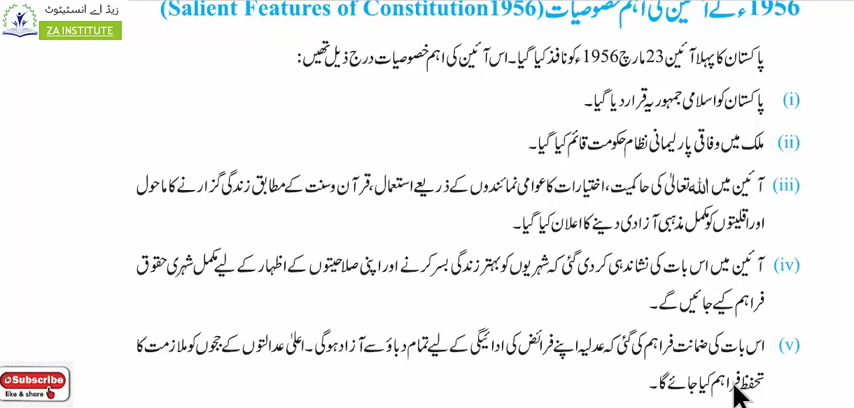 زیڈ اے انسٹیٹوٹ
ZA INSTITUTE
1956ء کے آئین کی اہم خصوصیات (Salient Features of Constitution1956)
پاکستان کا پہلا آئین 23 مارچ 1956ء کو نافذ کیا گیا۔ اس آئین کی اہم خصوصیات درج ذیل تھیں:
(i) پاکستان کو اسلامی جمہوریہ قرار دیا گیا۔
(ii) ملک میں وفاقی پارلیمانی نظام حکومت قائم کیا گیا۔
(iii) آئین میں اللہ تعالیٰ کی حاکمیت، اختیارات کا عوامی نمائندوں کے ذریعے استعمال، قرآن و سنت کے مطابق زندگی گزارنے کا ماحول
اور اقلیتوں کو مکمل مذہبی آزادی دینے کا اعلان کیا گیا۔
(iv) آئین میں اس بات کی نشاندہی کر دی گئی کہ شہریوں کو بہتر زندگی بسر کرنے اور اپنی صلاحیتوں کے اظہار کے لیے مکمل شہری حقوق
فراہم کیے جائیں گے۔
(v) اس بات کی ضمانت فراہم کی گئی کہ عدلیہ اپنے فرائض کی ادائیگی کے لیے تمام دباؤ سے آزاد ہوگی۔ اعلیٰ عدالتوں کے ججوں کو ملازمت کا
تحفظ فراہم کیا جائے گا۔
Subscribe
like & share